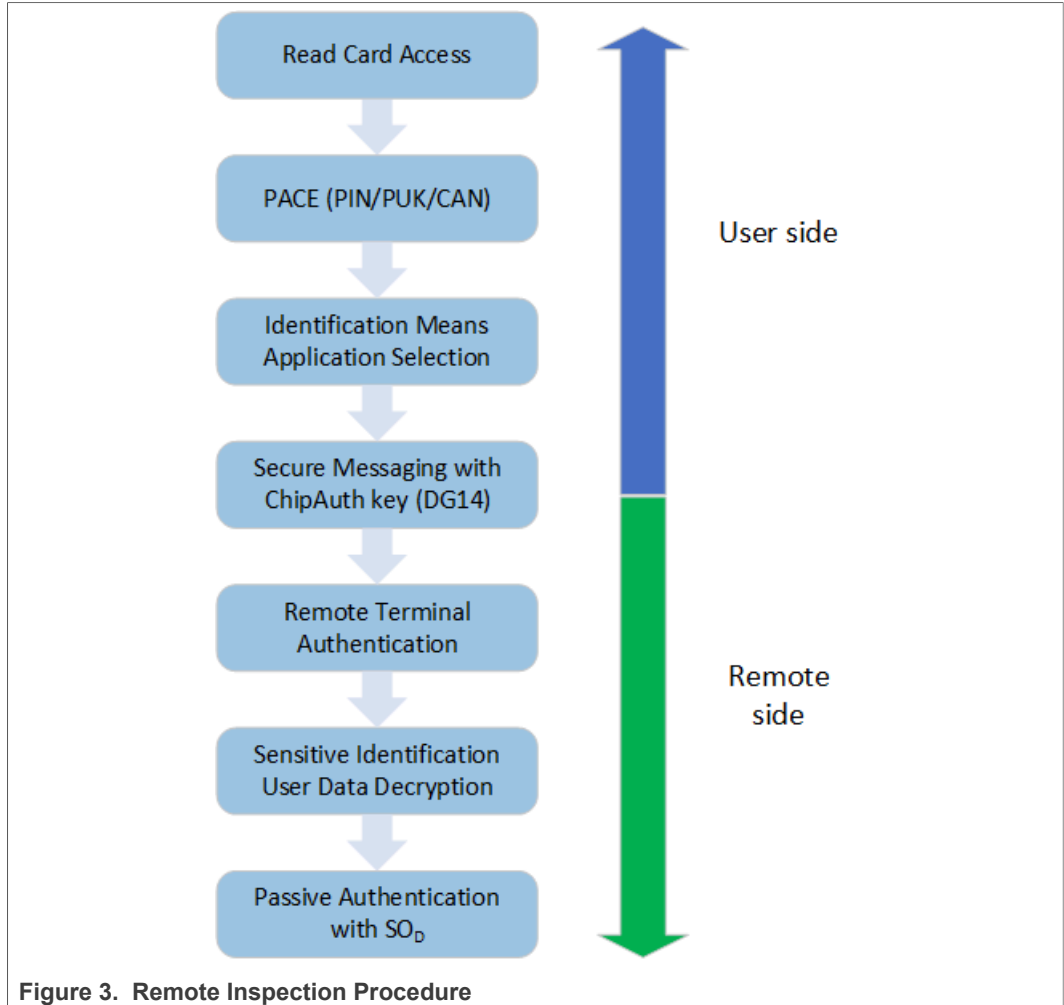 Read Card Access
PACE (PIN/PUK/CAN)
User side
Identification Means
Application Selection
Secure Messaging with
ChipAuth key (DG14)
Remote Terminal
Authentication
Remote
side
Sensitive Identification
User Data Decryption
Passive Authentication
with SOD
Figure 3. Remote Inspection Procedure